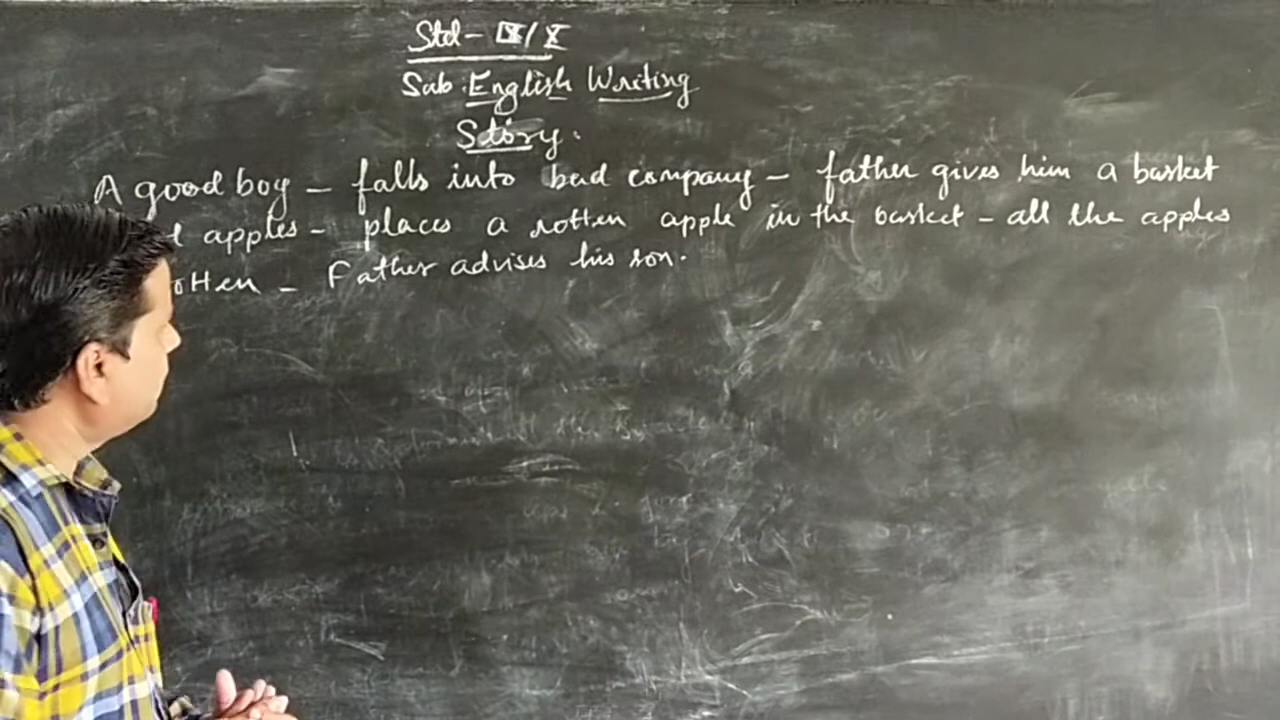 Std - IX/X
Sub: English Writing
Story:
A good boy - falls into bad company - father gives him a basket
apples - places a rotten apple in the basket - all the apples
otten - Father advises his son.